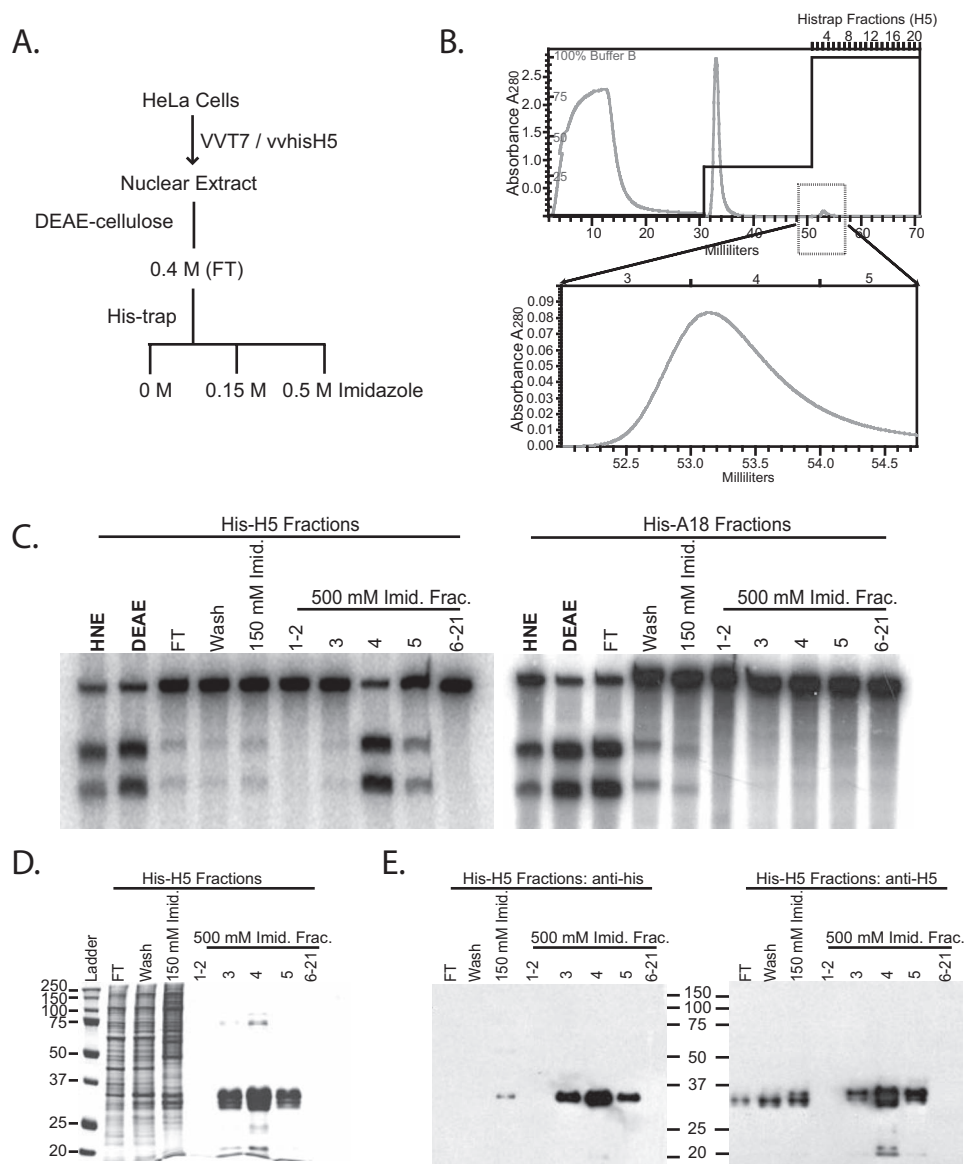 A.
HeLa Cells
VVT7 / vvhisH5
Nuclear Extract
DEAE-cellulose
0.4 M (FT)
His-trap
0 M 0.15 M 0.5 M Imidazole
B.
Histrap Fractions (H5)
4 8 12 16 20
100% Buffer B
75
50
25
Absorbance A280
2.5
2.0
1.5
1.0
0.0
10 20 30 40 50 60 70
Milliliters
3 4 5
Absorbance A280
0.09
0.08
0.07
0.06
0.05
0.04
0.03
0.02
0.01
0.00
52.5 53.0 53.5 54.0 54.5
Milliliters
C.
His-H5 Fractions
500 mM Imid. Frac.
HNE DEAE FT Wash 150 mM Imid. 1-2 3 4 5 6-21
His-A18 Fractions
500 mM Imid. Frac.
HNE DEAE FT Wash 150 mM Imid. 1-2 3 4 5 6-21
D.
His-H5 Fractions
500 mM Imid. Frac.
Ladder FT Wash 150 mM Imid. 1-2 3 4 5 6-21
250
150
100
75
50
37
25
20
E.
His-H5 Fractions: anti-his
500 mM Imid. Frac.
FT Wash 150 mM Imid. 1-2 3 4 5 6-21
150
100
75
50
37
25
20
His-H5 Fractions: anti-H5
500 mM Imid. Frac.
FT Wash 150 mM Imid. 1-2 3 4 5 6-21